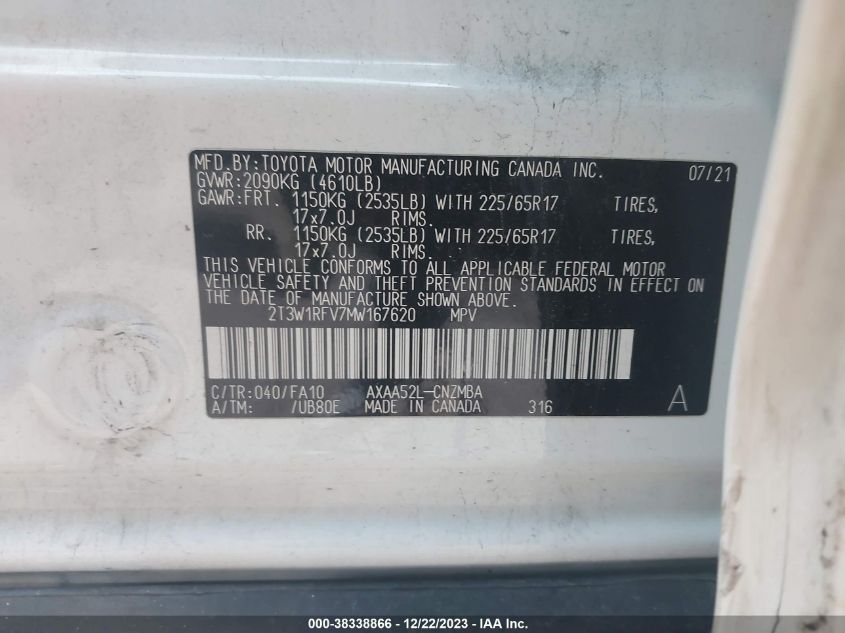 MFD.BY:TOYOTA MOTOR MANUFACTURING CANADA INC. 07/21
GVWR:2090KG (4610LB)
GAWR:FRT. 1150KG (2535LB) WITH 225/65R17 TIRES,
17x7.0J RIMS.
RR. 1150KG (2535LB) WITH 225/65R17 TIRES,
17x7.0J RIMS.
THIS VEHICLE CONFORMS TO ALL APPLICABLE FEDERAL MOTOR
VEHICLE SAFETY AND THEFT PREVENTION STANDARDS IN EFFECT ON
THE DATE OF MANUFACTURE SHOWN ABOVE.
2T3W1RFV7MW167620 MPV
C/TR:040/FA10 AXAA52L-CNZMBA
A/TM: /UB80E MADE IN CANADA 316 A
000-38338866 - 12/22/2023 - IAA Inc.